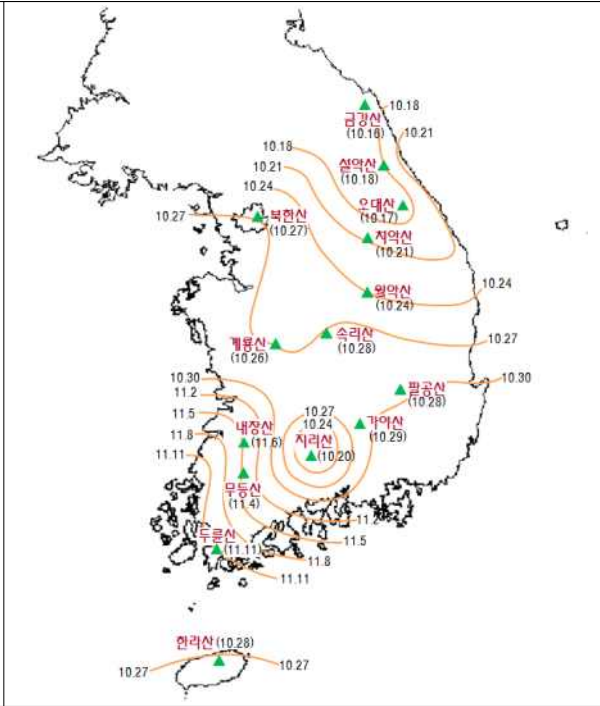 10.18
금강산
(10.16)
10.21
10.18
설악산
(10.18)
10.21
오대산
(10.17)
10.24
10.27
북한산
(10.27)
치악산
(10.21)
월악산
(10.24)
10.24
속리산
(10.28)
10.27
계룡산
(10.26)
10.30
10.30
팔공산
(10.28)
11.2
10.27
10.24
가야산
(10.29)
11.5
내장산
(11.6)
지리산
(10.20)
11.8
11.11
무등산
(11.4)
11.2
11.5
두륜산
(11.11)
11.8
11.11
한라산 (10.28)
10.27
10.27